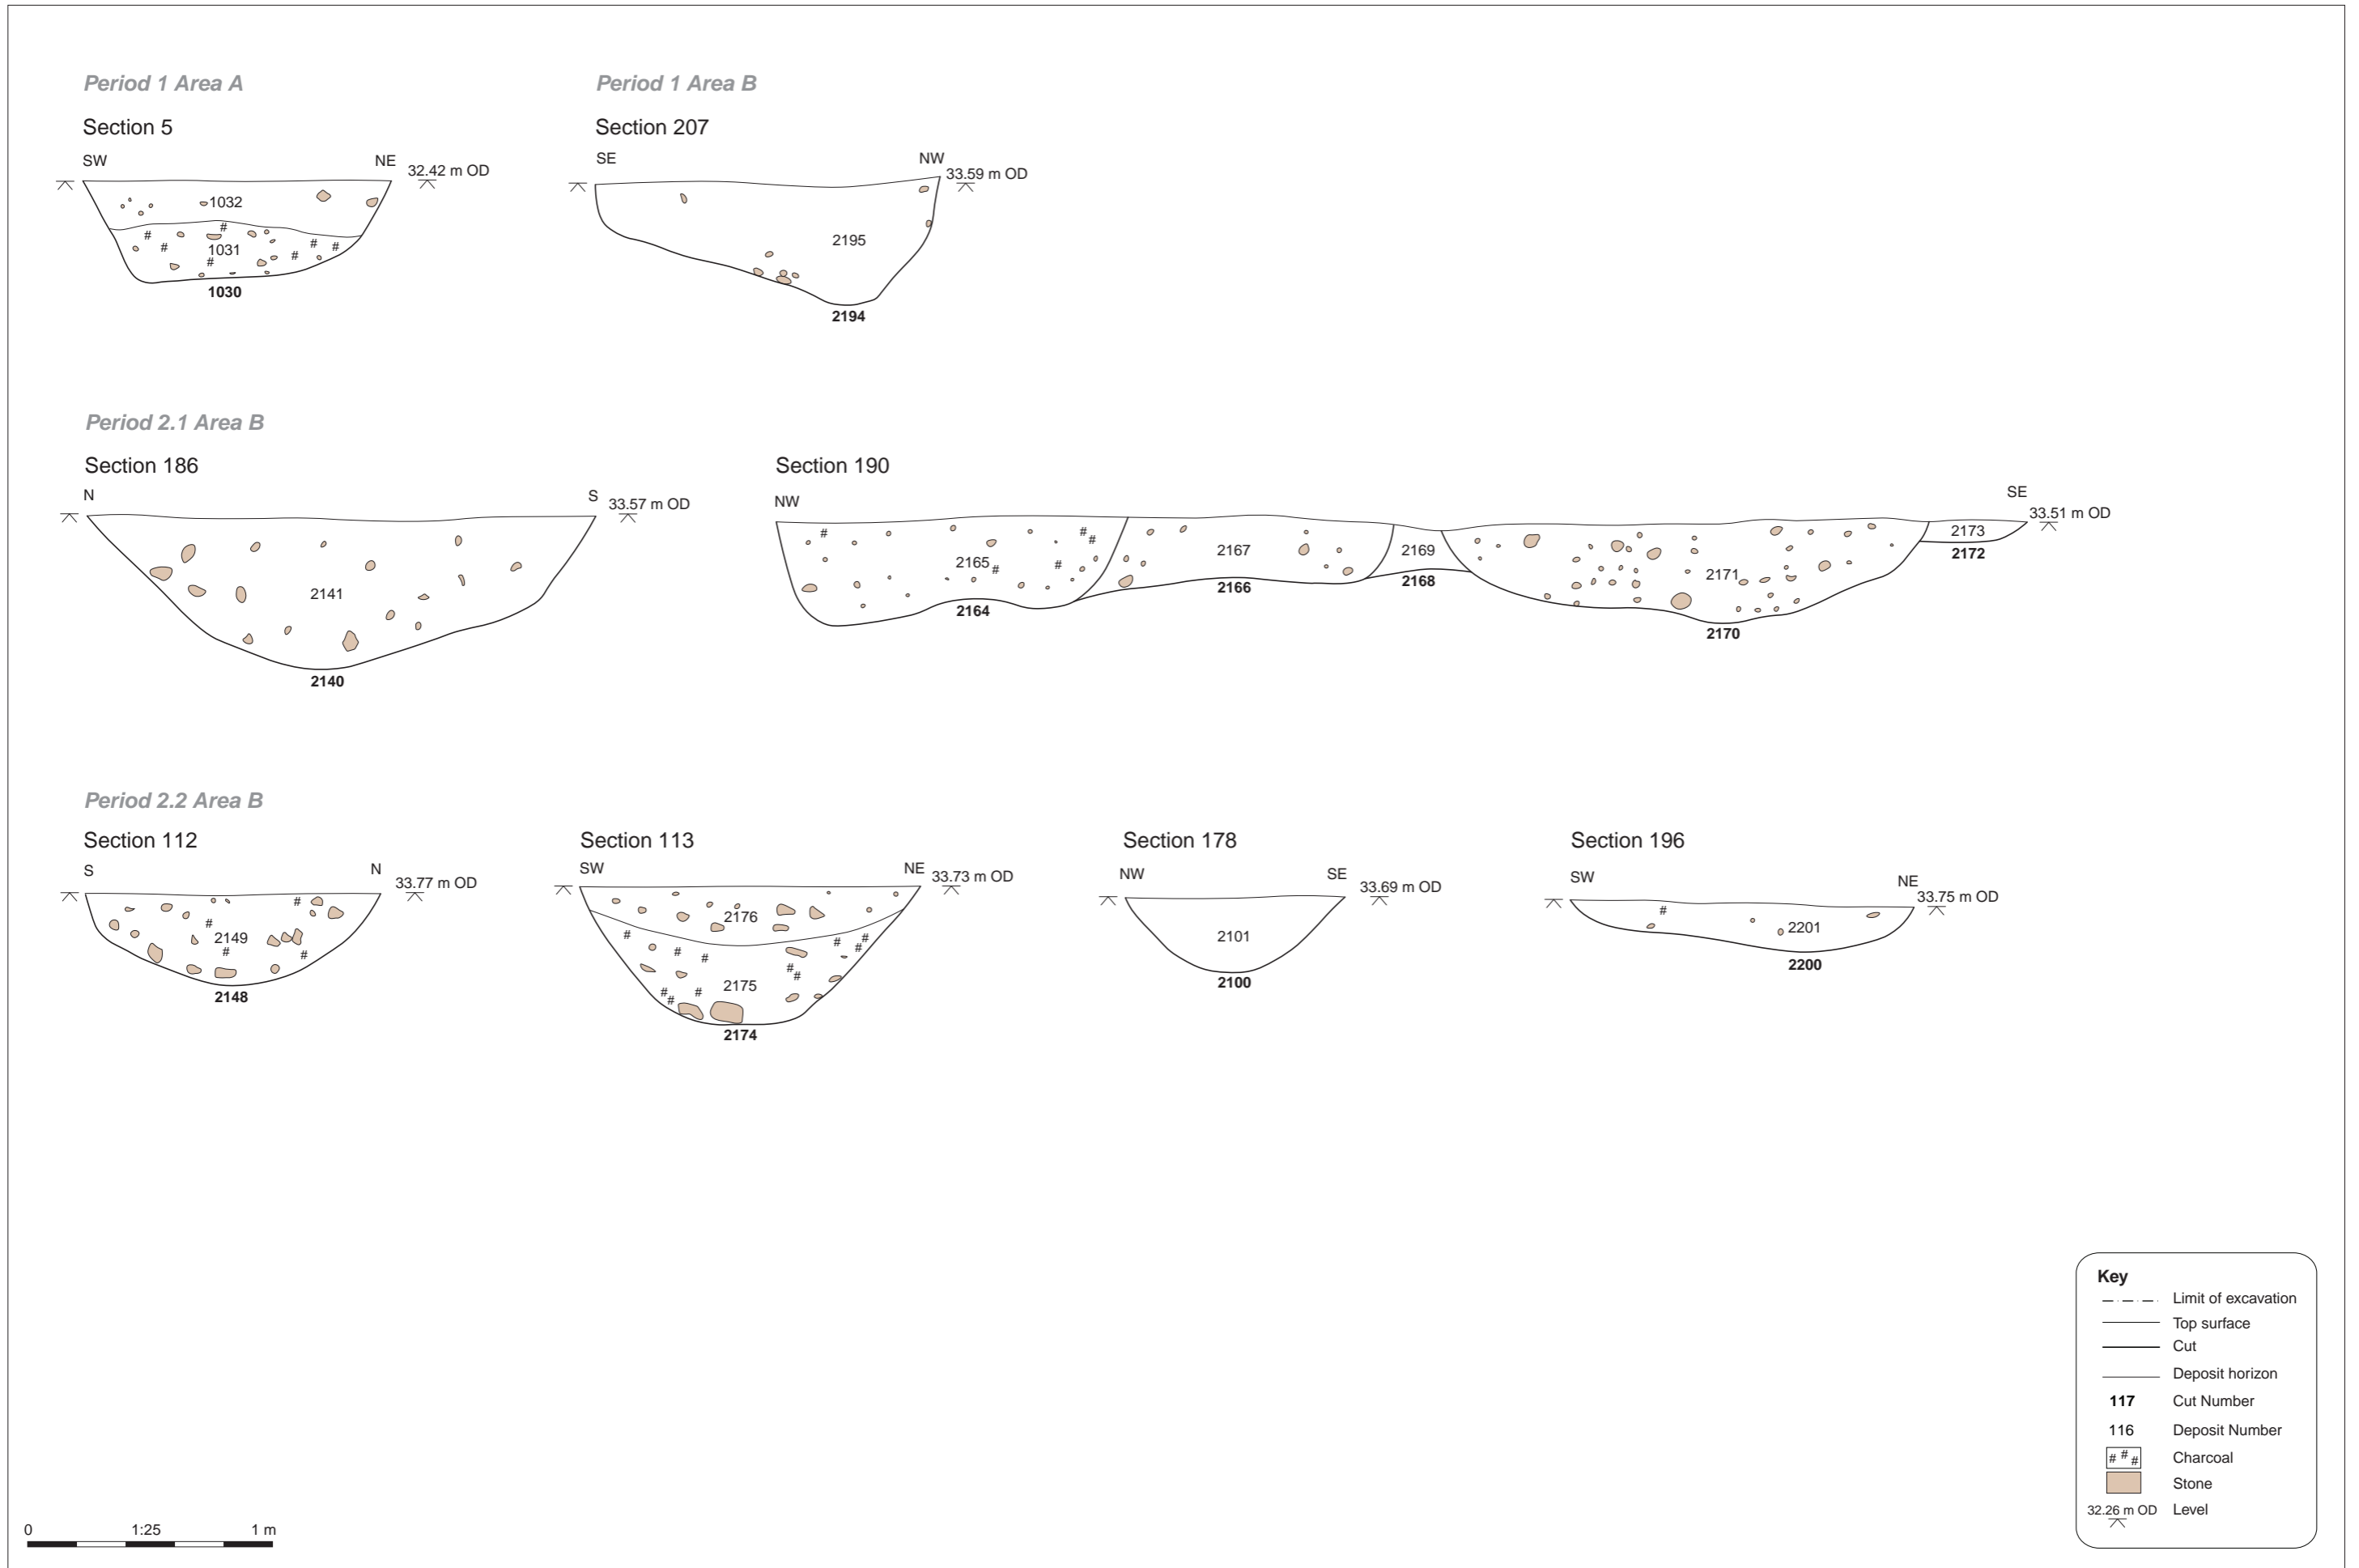 Period 1 Area A
Section 5
SW NE 32.42 m OD
1032
1031
1030
Period 1 Area B
Section 207
SE NW 33.59 m OD
2195
2194
Period 2.1 Area B
Section 186
N S 33.57 m OD
2141
2140
Section 190
NW SE 33.51 m OD
2165 2167 2169 2171 2173
2164 2166 2168 2170 2172
Period 2.2 Area B
Section 112
S N 33.77 m OD
2149
2148
Section 113
SW NE 33.73 m OD
2176
2175
2174
Section 178
NW SE 33.69 m OD
2101
2100
Section 196
SW NE 33.75 m OD
2201
2200
Key
Limit of excavation
Top surface
Cut
Deposit horizon
117 Cut Number
116 Deposit Number
# # # Charcoal
Stone
32.26 m OD Level
0 1:25 1 m